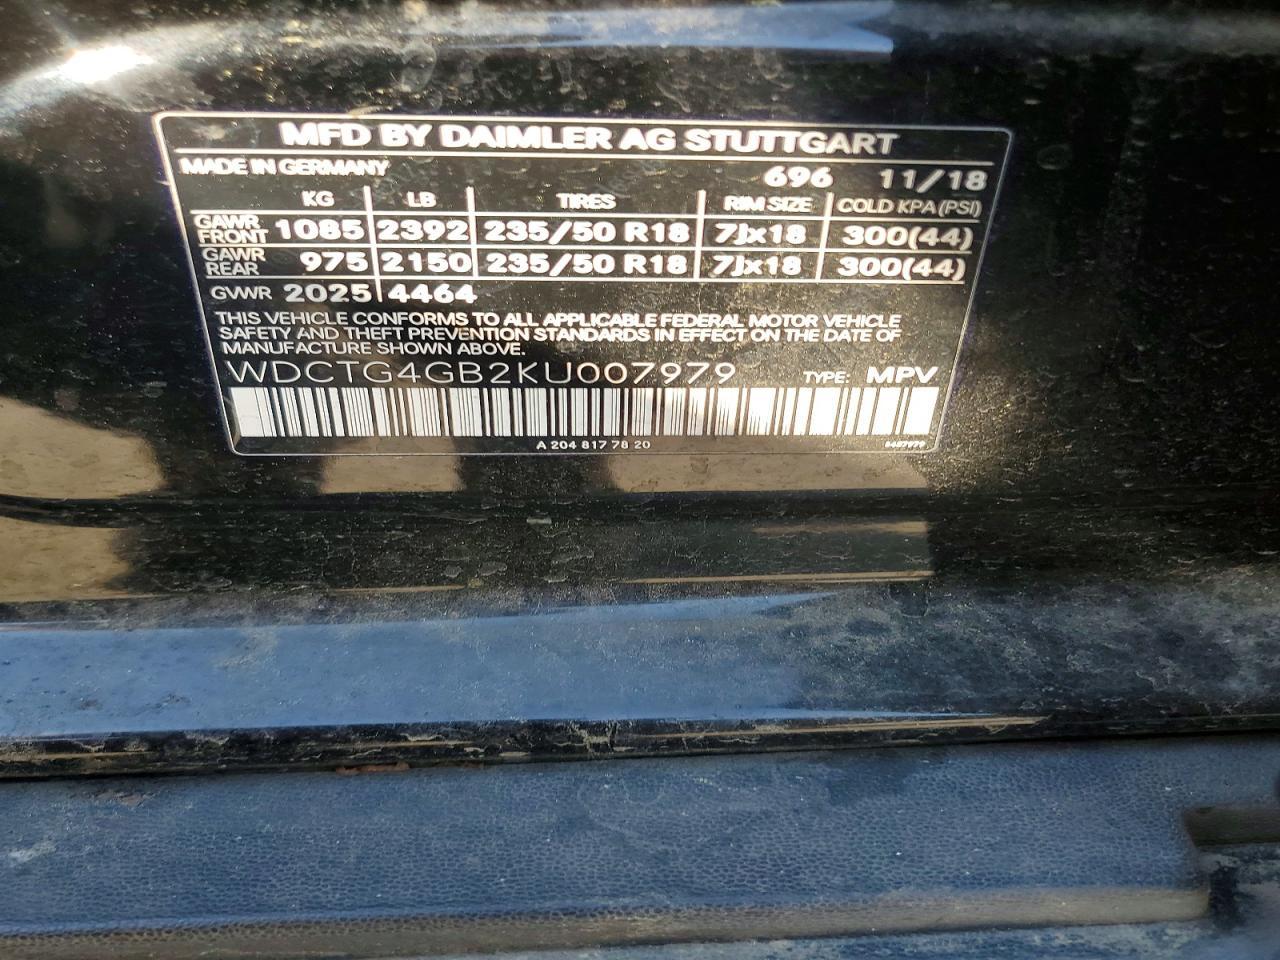 MFD BY DAIMLER AG STUTTGART
MADE IN GERMANY 696 11/18
KG LB TIRES RIM SIZE COLD KPA (PSI)
GAWR FRONT 1085 2392 235/50 R18 7Jx18 300(44)
GAWR REAR 975 2150 235/50 R18 7Jx18 300(44)
GVWR 2025 4464
THIS VEHICLE CONFORMS TO ALL APPLICABLE FEDERAL MOTOR VEHICLE
SAFETY AND THEFT PREVENTION STANDARDS IN EFFECT ON THE DATE OF
MANUFACTURE SHOWN ABOVE.
WDCTG4GB2KU007979 TYPE: MPV
A 204 817 78 20